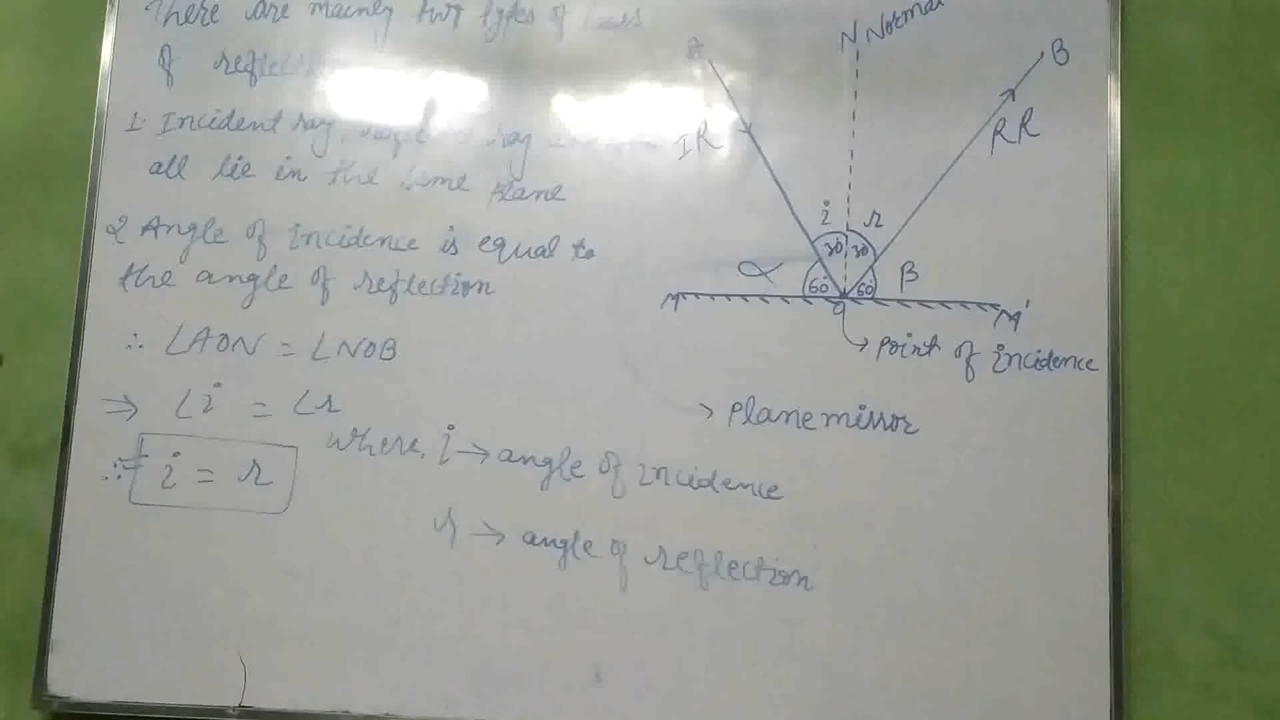 There are mainly two types of laws
of
1. Incident ray, ray
all lie in the same plane
2 Angle of Incidence is equal to
the angle of reflection
∴ ∠AON = ∠NOB
⇒ ∠i = ∠r
∴ i = r
where, i → angle of Incidence
r → angle of reflection
N Normal
A
B
IR
RR
i r
30° 30°
α 60° 60° β
M M'
O
→ point of incidence
→ plane mirror